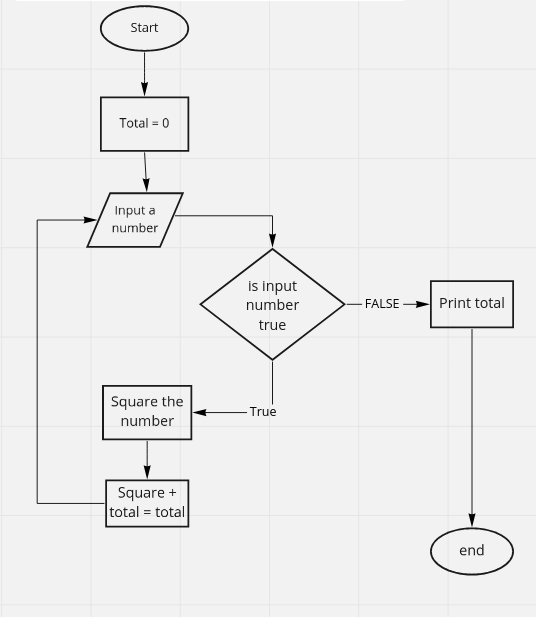 Start
Total = 0
Input a
number
is input
number
true
FALSE
Print total
True
Square the
number
Square +
total = total
end